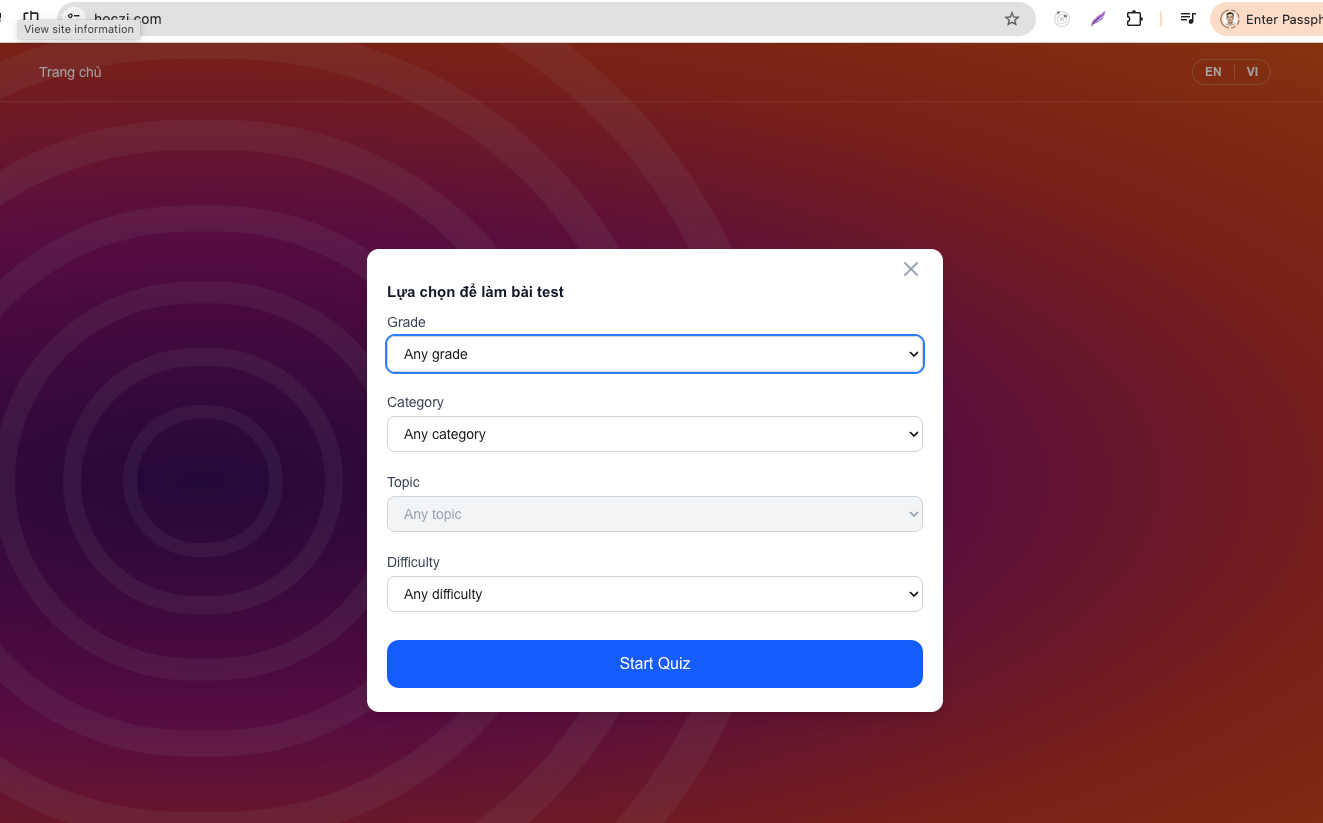 hoczi.com
View site information
Enter Passph
Trang chủ
EN
VI
Lựa chọn để làm bài test
Grade
Any grade
Category
Any category
Topic
Any topic
Difficulty
Any difficulty
Start Quiz